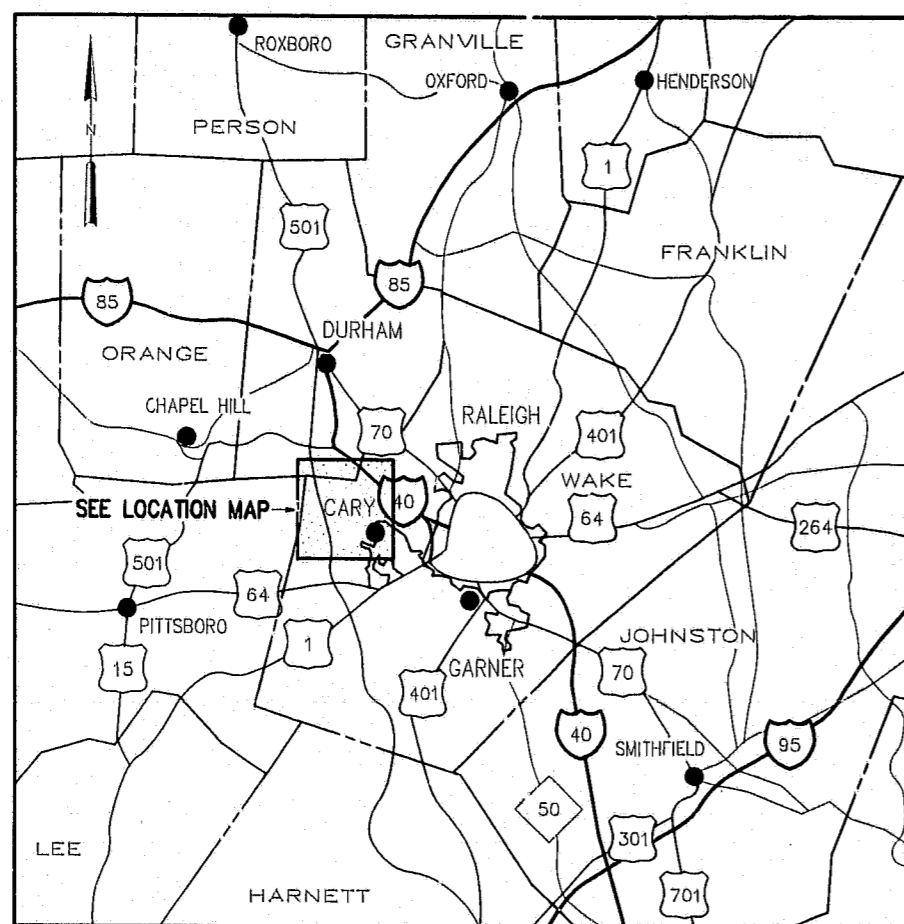 ROXBORO
GRANVILLE
OXFORD
HENDERSON
N
PERSON
1
501
FRANKLIN
85
85
DURHAM
ORANGE
CHAPEL HILL
70
RALEIGH
401
WAKE
SEE LOCATION MAP
CARY
40
64
264
501
64
PITTSBORO
1
JOHNSTON
15
401
GARNER
70
40
SMITHFIELD
95
50
301
LEE
HARNETT
701